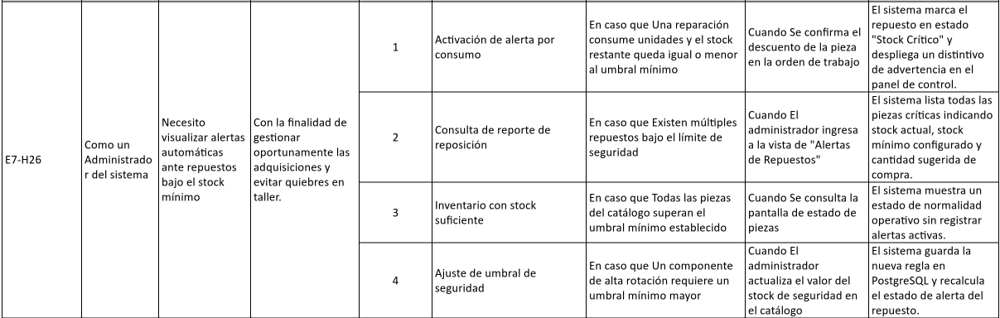 E7-H26
Como un
Administrado
r del sistema
Necesito
visualizar alertas
automáticas
ante repuestos
bajo el stock
mínimo
Con la finalidad de
gestionar
oportunamente las
adquisiciones y
evitar quiebres en
taller.
1
Activación de alerta por
consumo
En caso que Una reparación
consume unidades y el stock
restante queda igual o menor
al umbral mínimo
Cuando Se confirma el
descuento de la pieza
en la orden de trabajo
El sistema marca el
repuesto en estado
"Stock Crítico" y
despliega un distintivo
de advertencia en el
panel de control.
2
Consulta de reporte de
reposición
En caso que Existen múltiples
repuestos bajo el límite de
seguridad
Cuando El
administrador ingresa
a la vista de "Alertas
de Repuestos"
El sistema lista todas las
piezas críticas indicando
stock actual, stock
mínimo configurado y
cantidad sugerida de
compra.
3
Inventario con stock
suficiente
En caso que Todas las piezas
del catálogo superan el
umbral mínimo establecido
Cuando Se consulta la
pantalla de estado de
piezas
El sistema muestra un
estado de normalidad
operativo sin registrar
alertas activas.
4
Ajuste de umbral de
seguridad
En caso que Un componente
de alta rotación requiere un
umbral mínimo mayor
Cuando El
administrador
actualiza el valor del
stock de seguridad en
el catálogo
El sistema guarda la
nueva regla en
PostgreSQL y recalcula
el estado de alerta del
repuesto.